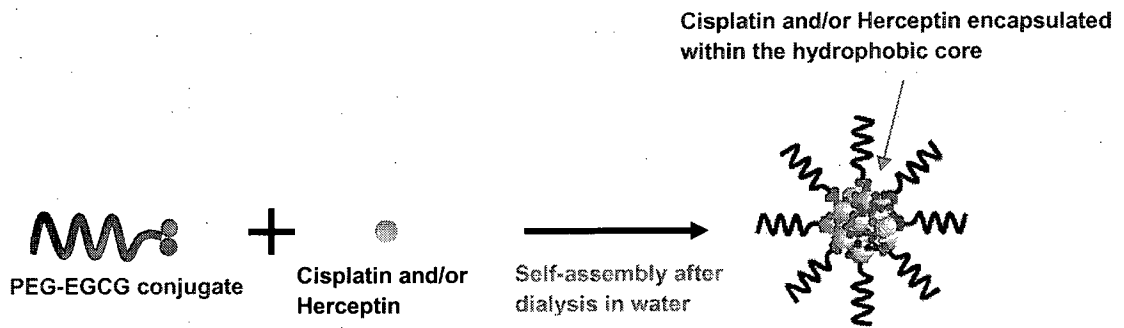 Cisplatin and/or Herceptin encapsulated
within the hydrophobic core
PEG-EGCG conjugate
+
Cisplatin and/or
Herceptin
Self-assembly after
dialysis in water